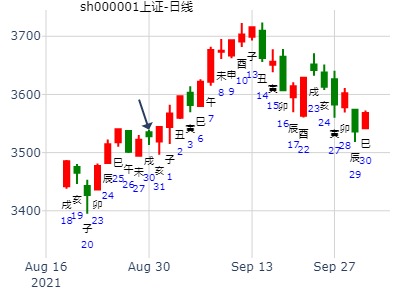 sh000001上证-日线
3700
3600
3500
3400
戌
18
亥
19
子
20
卯
23
辰
24
巳
25
午
26
未
27
戌
30
亥
31
子
1
丑
2
寅
3
巳
6
午
7
未
8
申
9
酉
10
子
13
丑
14
寅
15
卯
16
辰
17
酉
22
戌
23
亥
24
寅
27
卯
28
辰
29
巳
30
Aug 16
2021
Aug 30
Sep 13
Sep 27